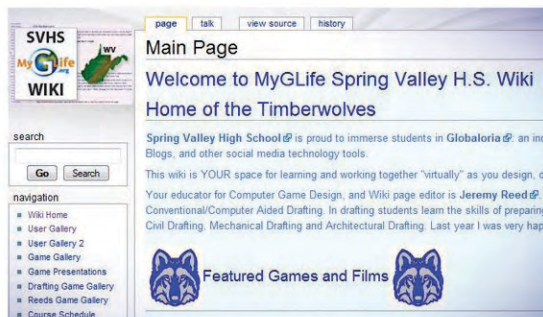 page talk view source history
SVHS
WV
MyGLife
.org
WIKI
Main Page
Welcome to MyGLife Spring Valley H.S. Wiki
Home of the Timberwolves
search
Go Search
navigation
Wiki Home
User Gallery
User Gallery 2
Game Gallery
Game Presentations
Drafting Game Gallery
Reeds Game Gallery
Course Schedule
Spring Valley High School is proud to immerse students in Globaloria an
Blogs, and other social media technology tools.
This wiki is YOUR space for learning and working together "virtually" as you design,
Your educator for Computer Game Design, and Wiki page editor is Jeremy Reed
Conventional/Computer Aided Drafting. In drafting students learn the skills of preparing
Civil Drafting, Mechanical Drafting and Architectural Drafting. Last year I was very
Featured Games and Films